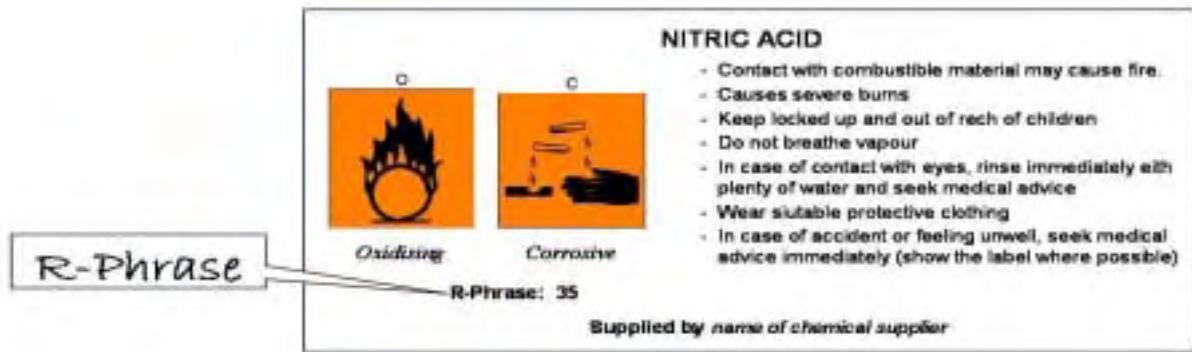 NITRIC ACID
O
C
- Contact with combustible material may cause fire.
- Causes severe burns
- Keep locked up and out of rech of children
- Do not breathe vapour
- In case of contact with eyes, rinse immediately eith
plenty of water and seek medical advice
- Wear siutable protective clothing
- In case of accident or feeling unwell, seek medical
advice immediately (show the label where possible)
Oxidising
Corrosive
R-Phrase
R-Phrase: 35
Supplied by name of chemical supplier